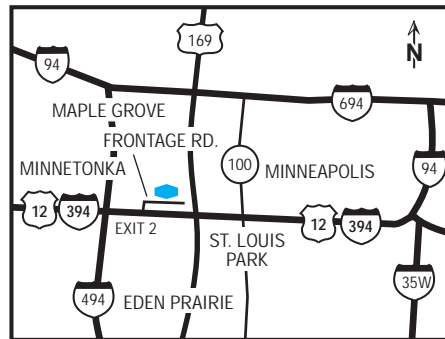 169
N
94
694
MAPLE GROVE
FRONTAGE RD.
100
MINNETONKA
MINNEAPOLIS
94
12
394
12
394
EXIT 2
ST. LOUIS
PARK
494
EDEN PRAIRIE
35W